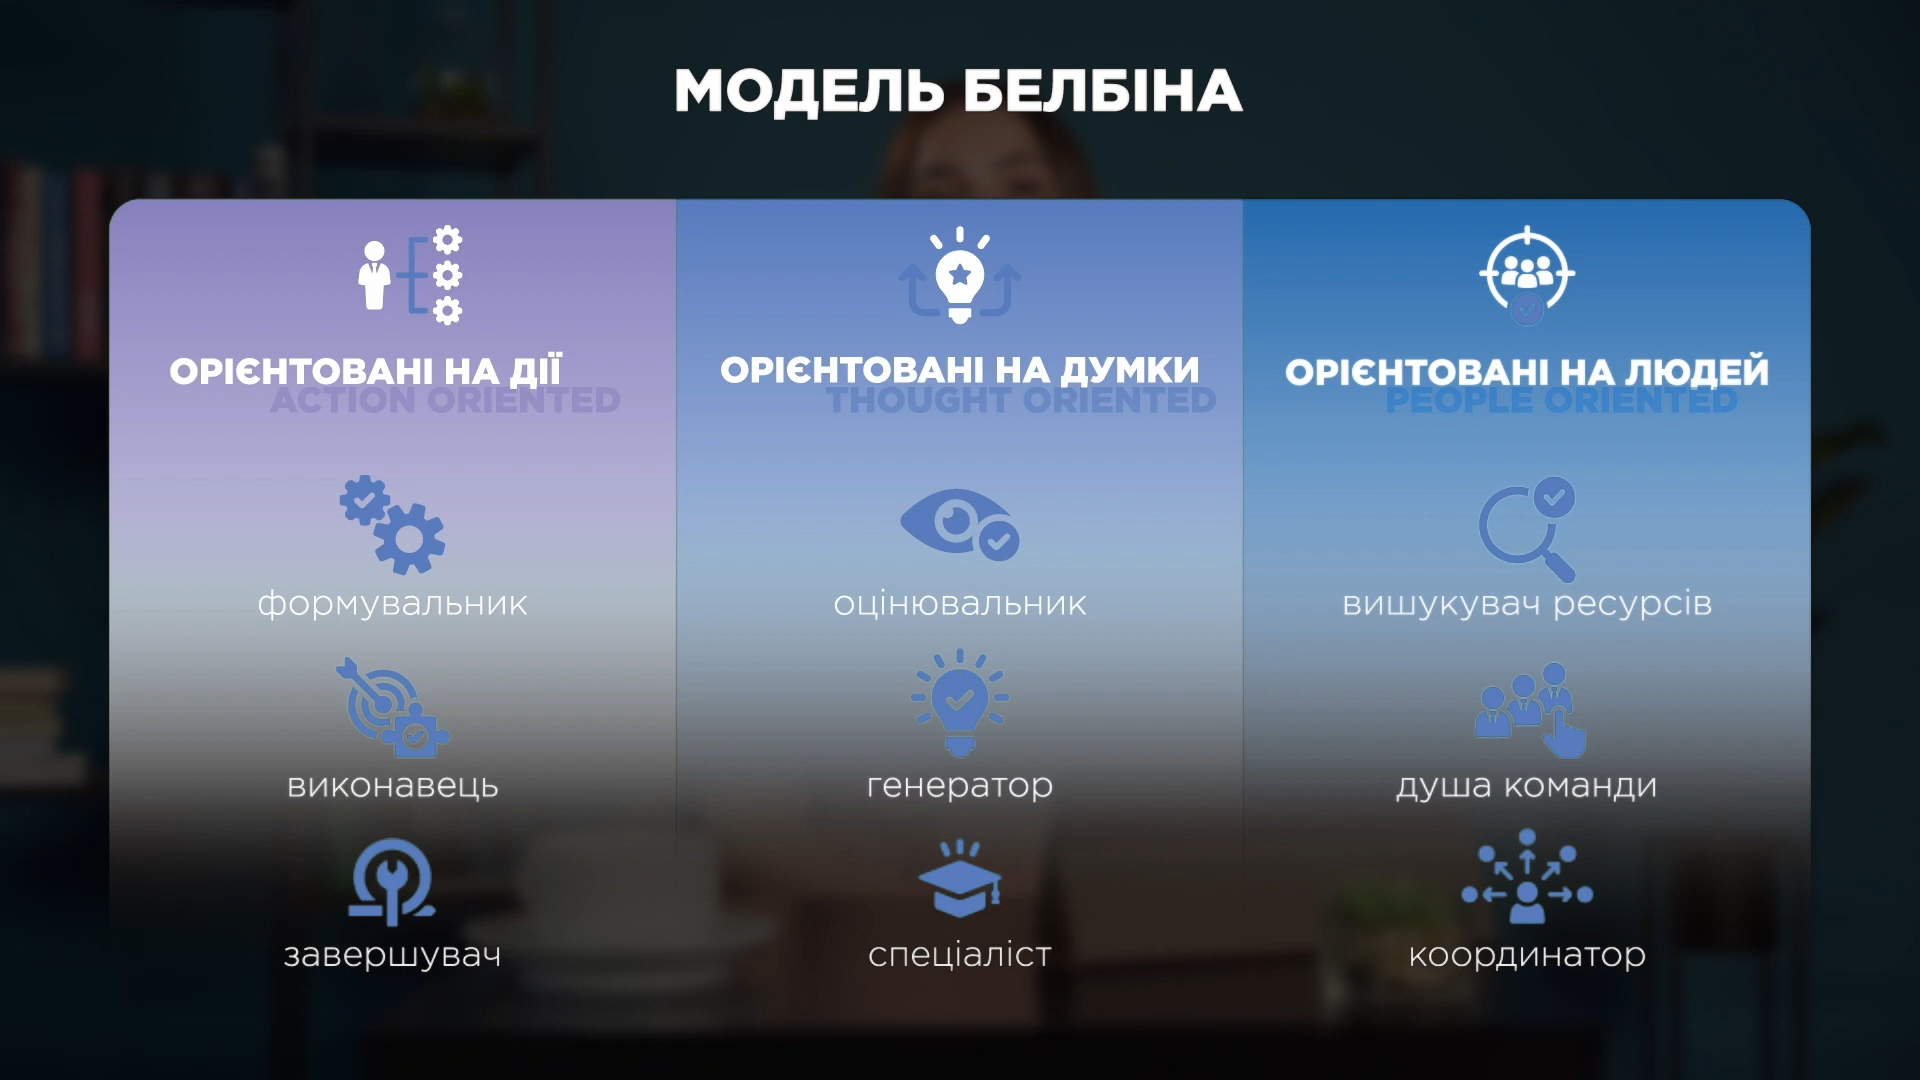 МОДЕЛЬ БЕЛБІНА
ОРІЄНТОВАНІ НА ДІЇ
ACTION ORIENTED
формувальник
виконавець
завершувач
ОРІЄНТОВАНІ НА ДУМКИ
THOUGHT ORIENTED
оцінювальник
генератор
спеціаліст
ОРІЄНТОВАНІ НА ЛЮДЕЙ
PEOPLE ORIENTED
вишукувач ресурсів
душа команди
координатор